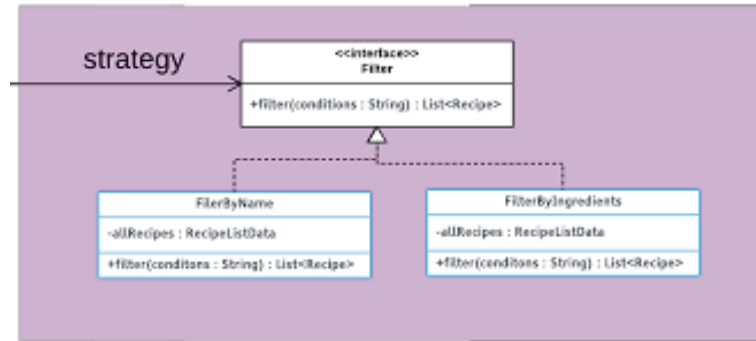 strategy
<<interface>>
Filter
+filter(conditions : String) : List<Recipe>
FilerByName
-allRecipes : RecipeListData
+filter(conditons : String) : List<Recipe>
FilterByIngredients
-allRecipes : RecipeListData
+filter(conditons : String) : List<Recipe>